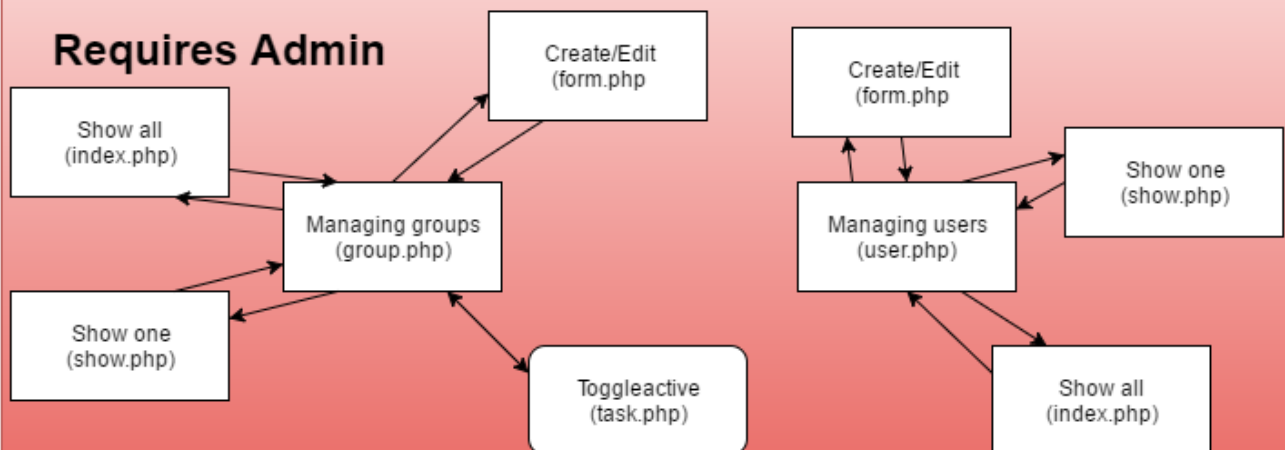 Requires Admin
Create/Edit
(form.php
Create/Edit
(form.php
Show all
(index.php)
Show one
(show.php)
Managing groups
(group.php)
Managing users
(user.php)
Show one
(show.php)
Toggleactive
(task.php)
Show all
(index.php)